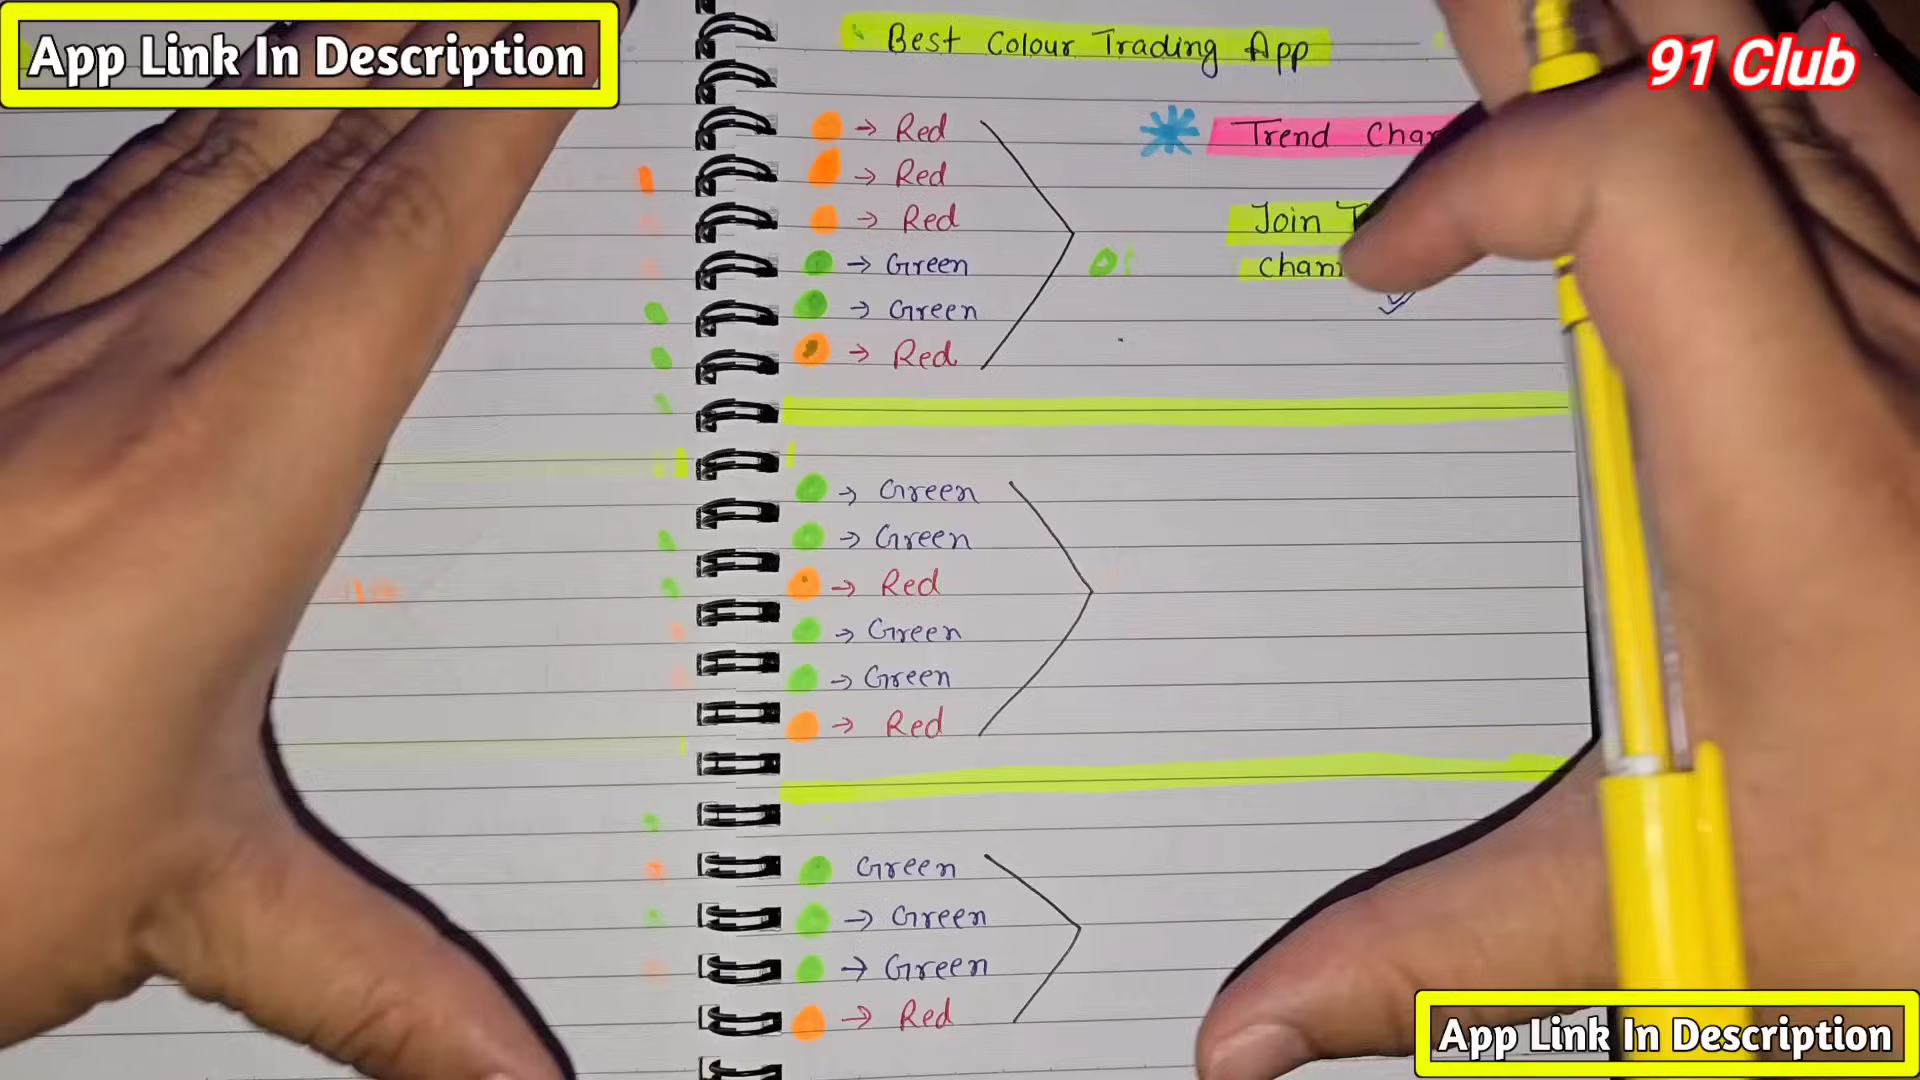 App Link In Description
Best Colour Trading App
91 Club
→ Red
Trend
→ Red
→ Red
Join
→ Green
→ Green
→ Red
→ Green
→ Green
→ Red
→ Green
→ Green
→ Red
Green
→ Green
→ Green
→ Red
App Link In Description